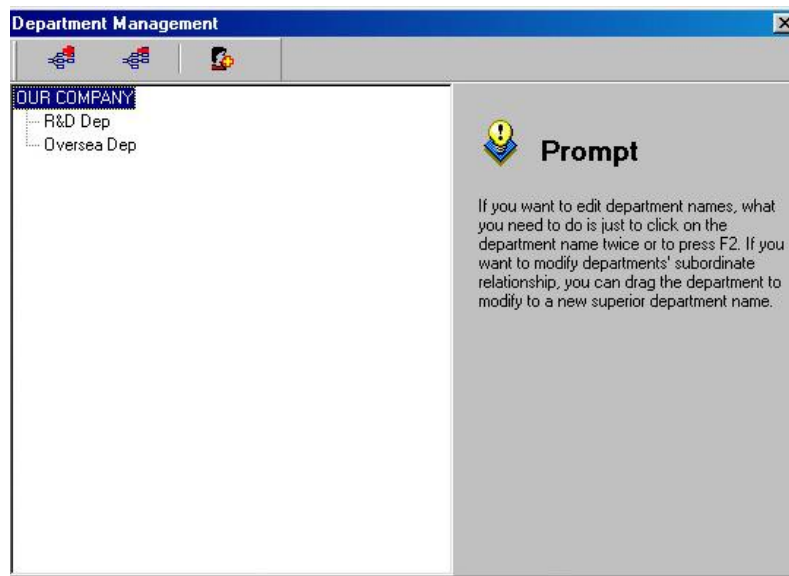 Department Management
OUR COMPANY
R&D Dep
Oversea Dep
Prompt
If you want to edit department names, what
you need to do is just to click on the
department name twice or to press F2. If you
want to modify departments' subordinate
relationship, you can drag the department to
modify to a new superior department name.